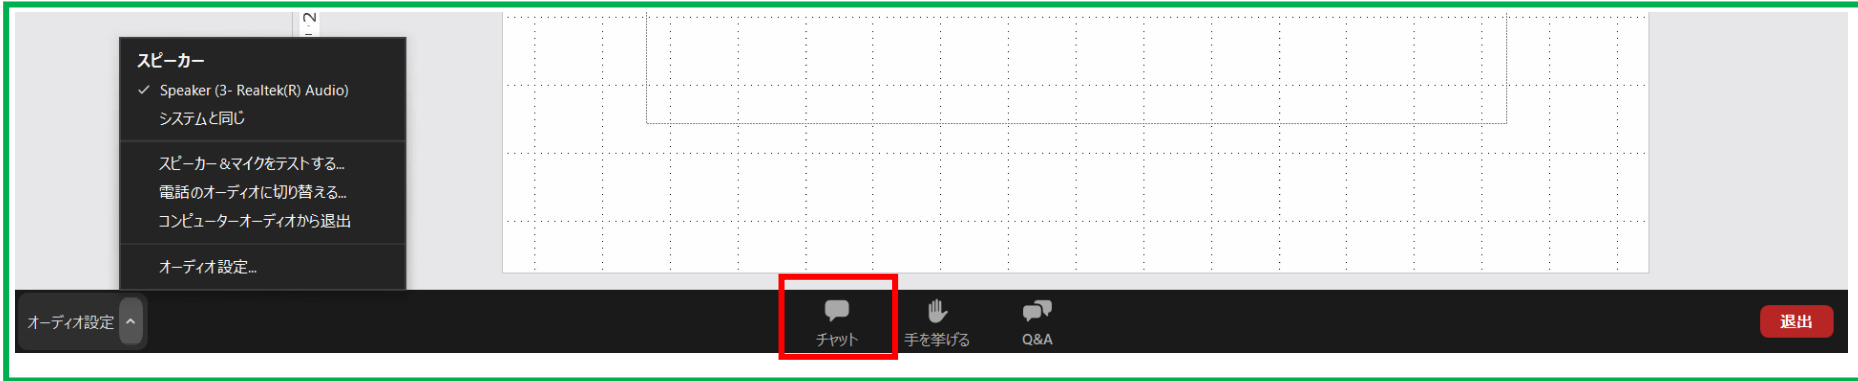 2
スピーカー
Speaker (3- Realtek(R) Audio)
システムと同じ
スピーカー&マイクをテストする...
電話のオーディオに切り替える...
コンピューターオーディオから退出
オーディオ設定...
オーディオ設定
チャット
手を挙げる
Q&A
退出